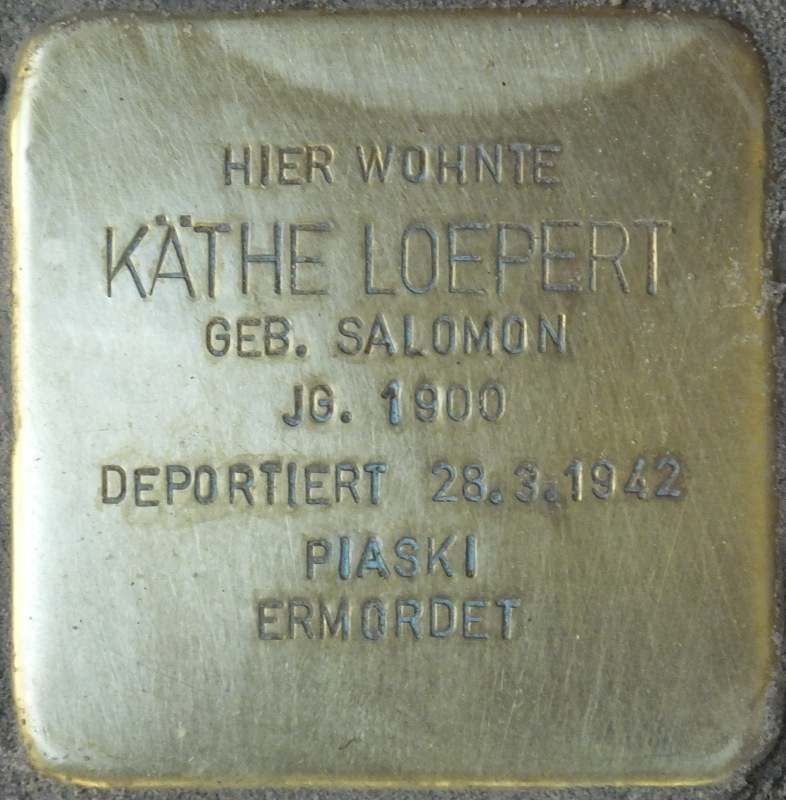 HIER WOHNTE
KÄTHE LOEPERT
GEB. SALOMON
JG. 1900
DEPORTIERT 28.3.1942
PIASKI
ERMORDET